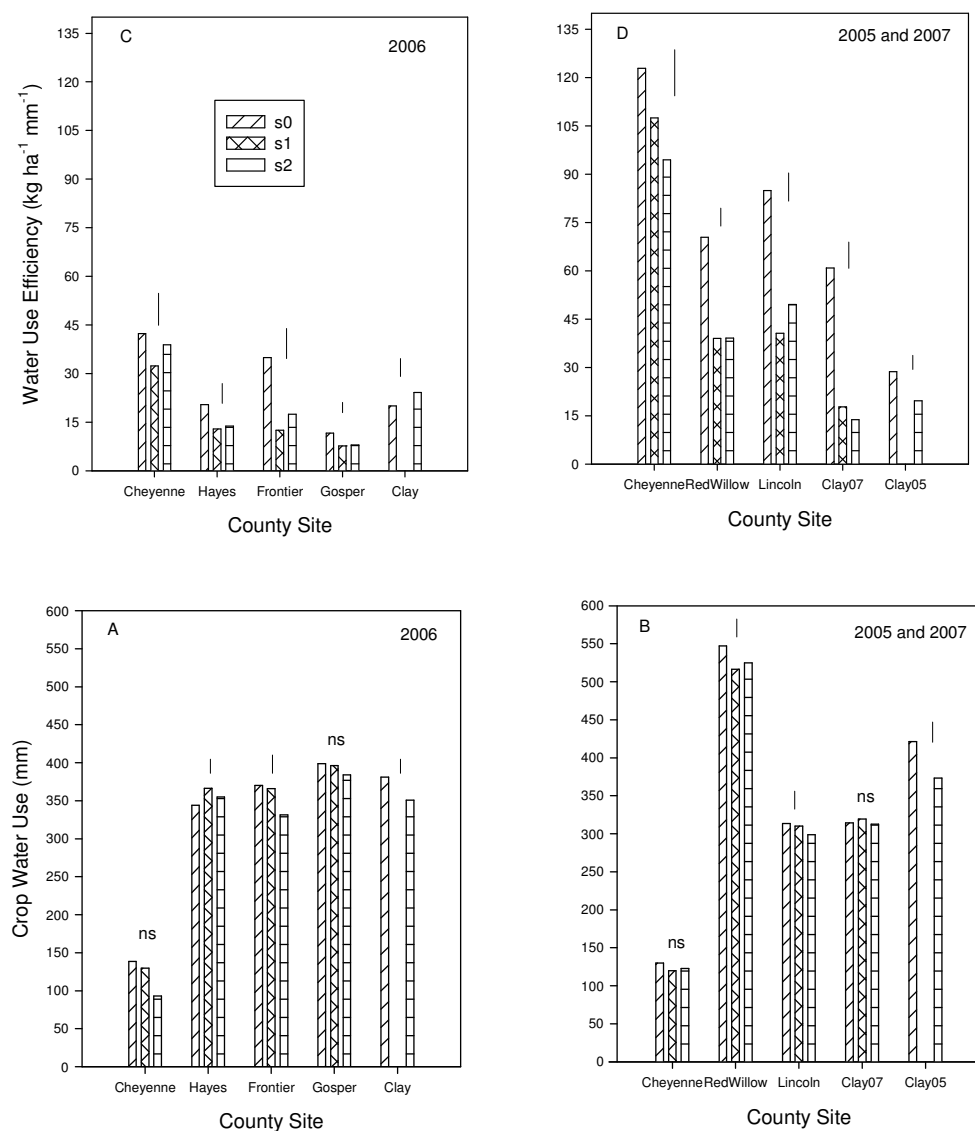 C
2006
135
120
105
90
75
60
45
30
15
0
Water Use Efficiency (kg ha⁻¹ mm⁻¹)
s0
s1
s2
Cheyenne Hayes Frontier Gosper Clay
County Site
D
2005 and 2007
135
120
105
90
75
60
45
30
15
0
Cheyenne RedWillow Lincoln Clay07 Clay05
County Site
A
2006
600
550
500
450
400
350
300
250
200
150
100
50
0
Crop Water Use (mm)
ns
ns
Cheyenne Hayes Frontier Gosper Clay
County Site
B
2005 and 2007
600
550
500
450
400
350
300
250
200
150
100
50
0
ns
ns
Cheyenne RedWillow Lincoln Clay07 Clay05
County Site